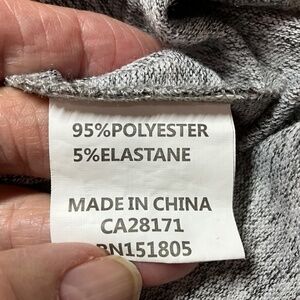 95%POLYESTER
5%ELASTANE
MADE IN CHINA
CA28171
RN151805